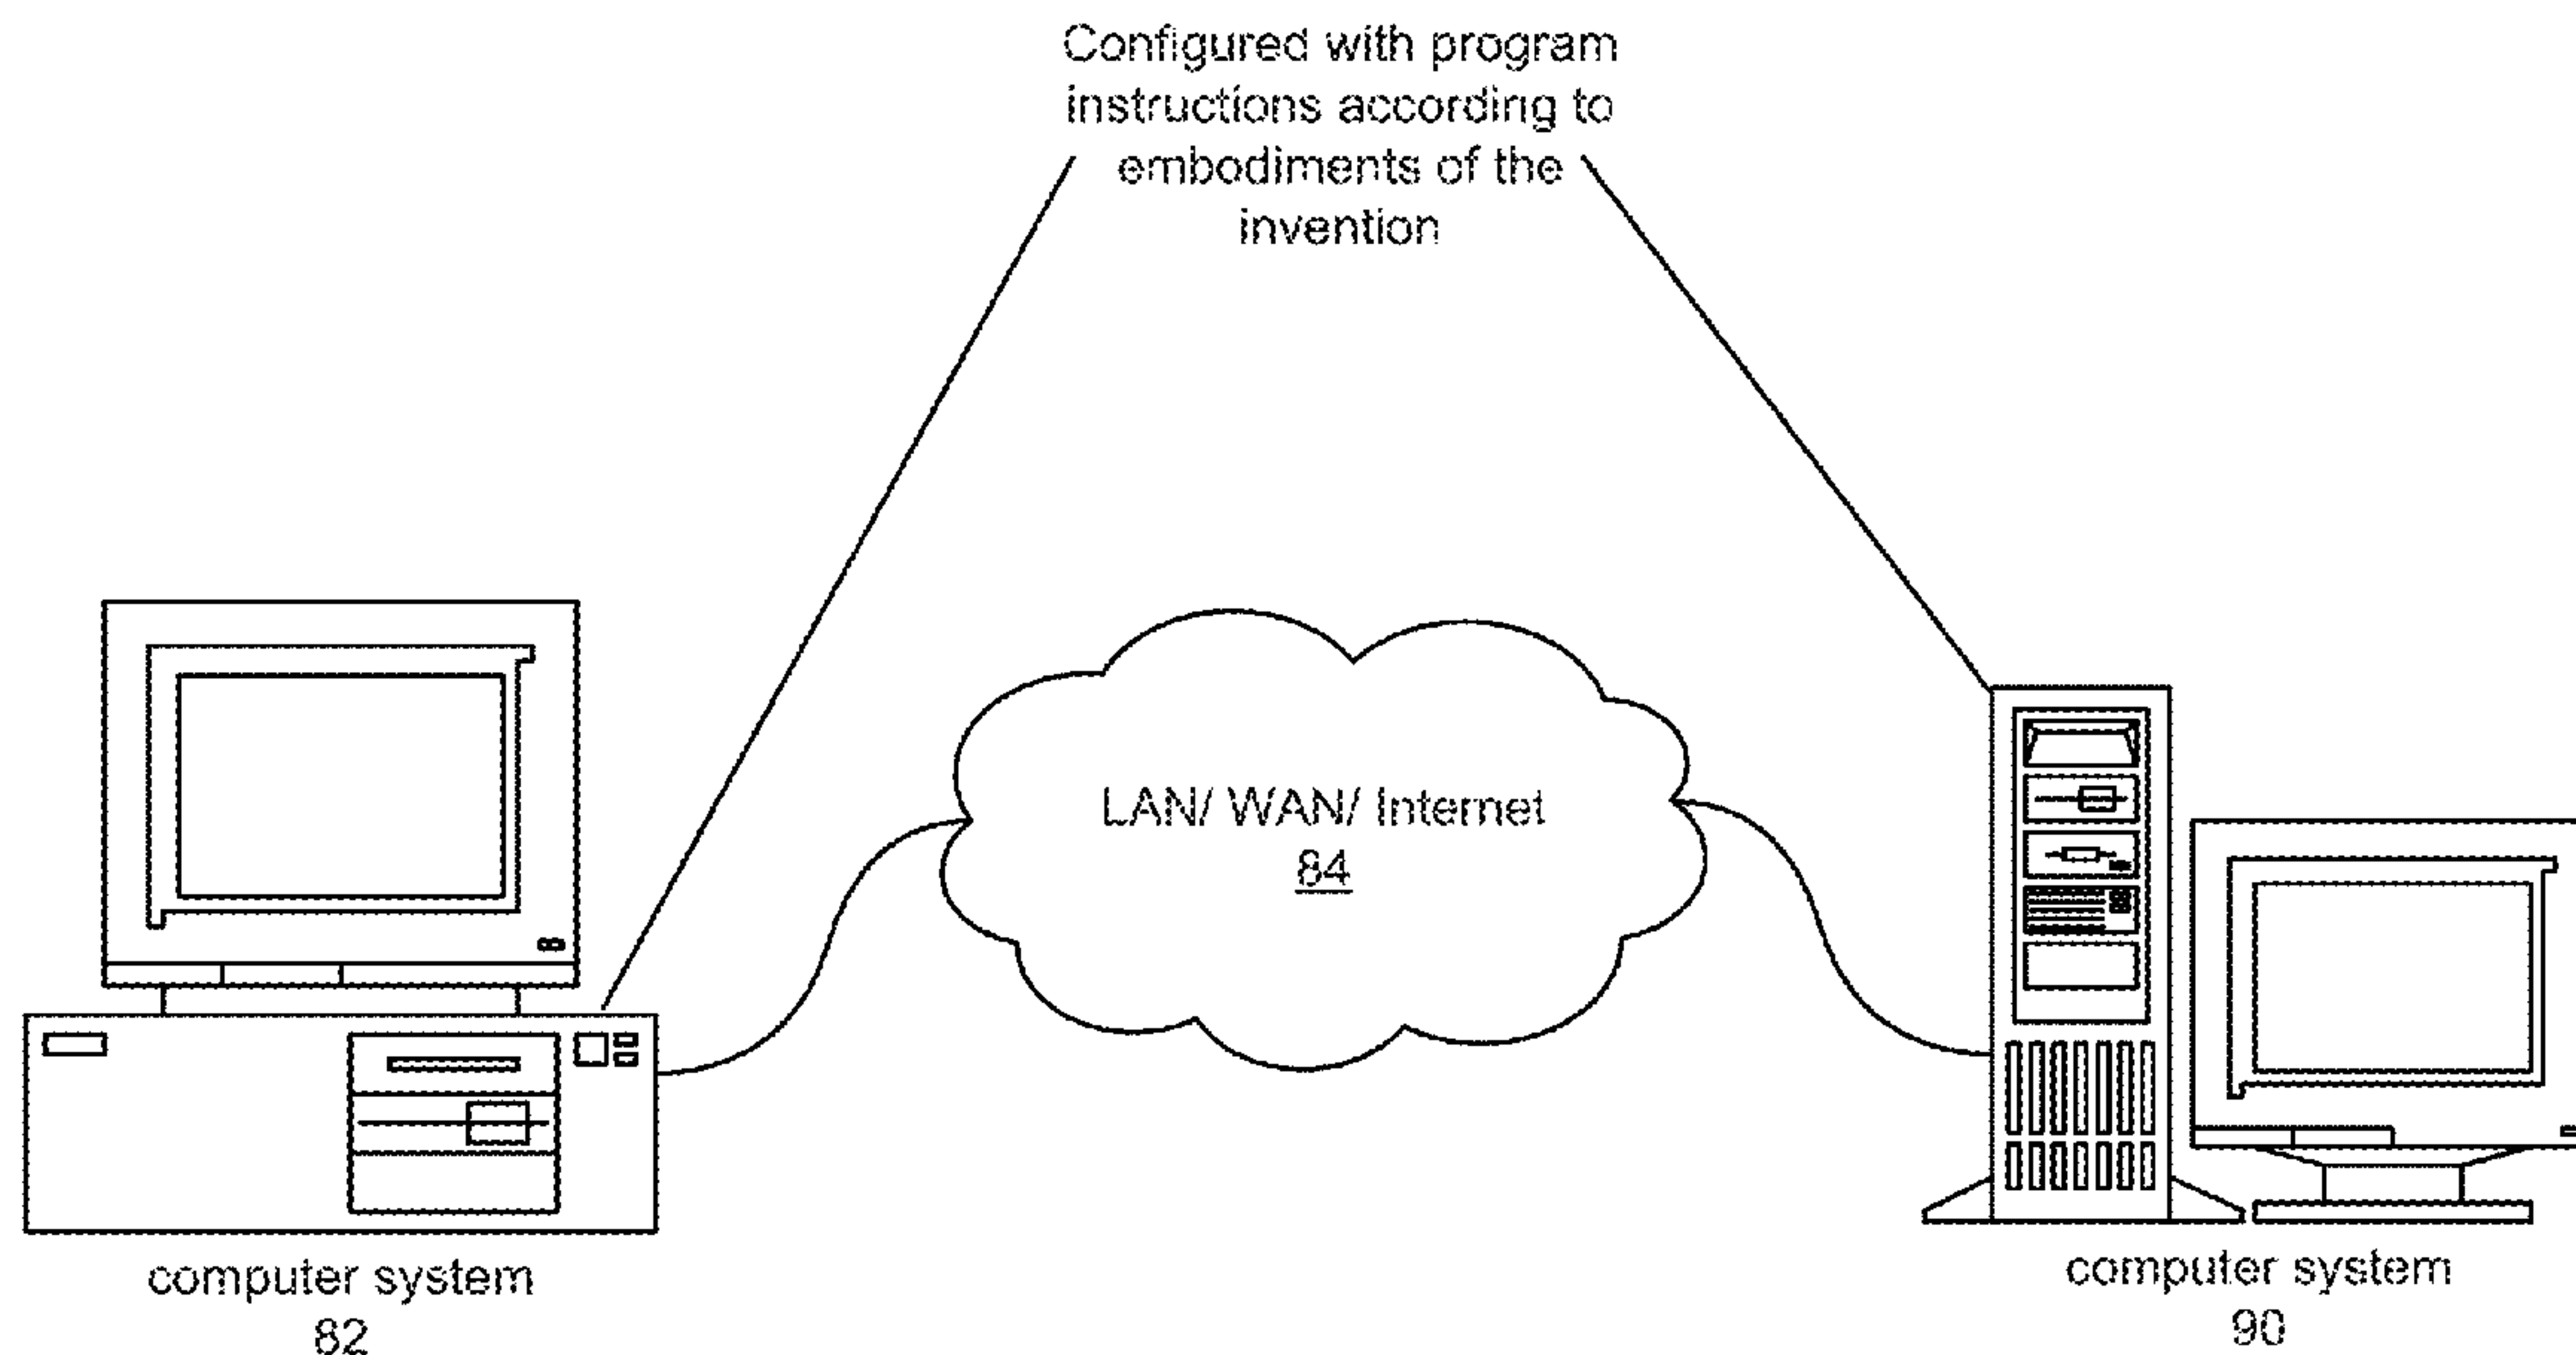 Configured with program
instructions according to
embodiments of the
invention
LAN/ WAN/ Internet
84
computer system
82
computer system
90